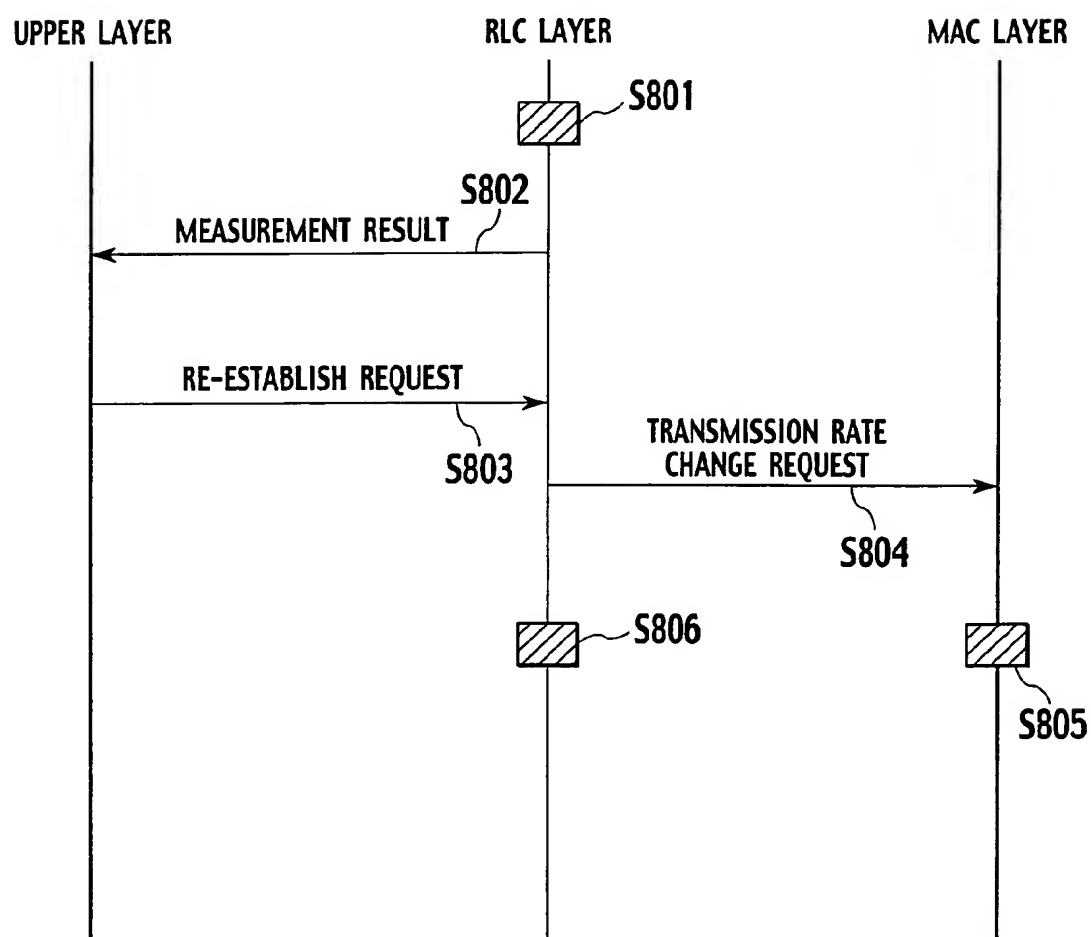 UPPER LAYER
RLC LAYER
MAC LAYER
S801
S802
MEASUREMENT RESULT
RE-ESTABLISH REQUEST
S803
TRANSMISSION RATE
CHANGE REQUEST
S804
S806
S805